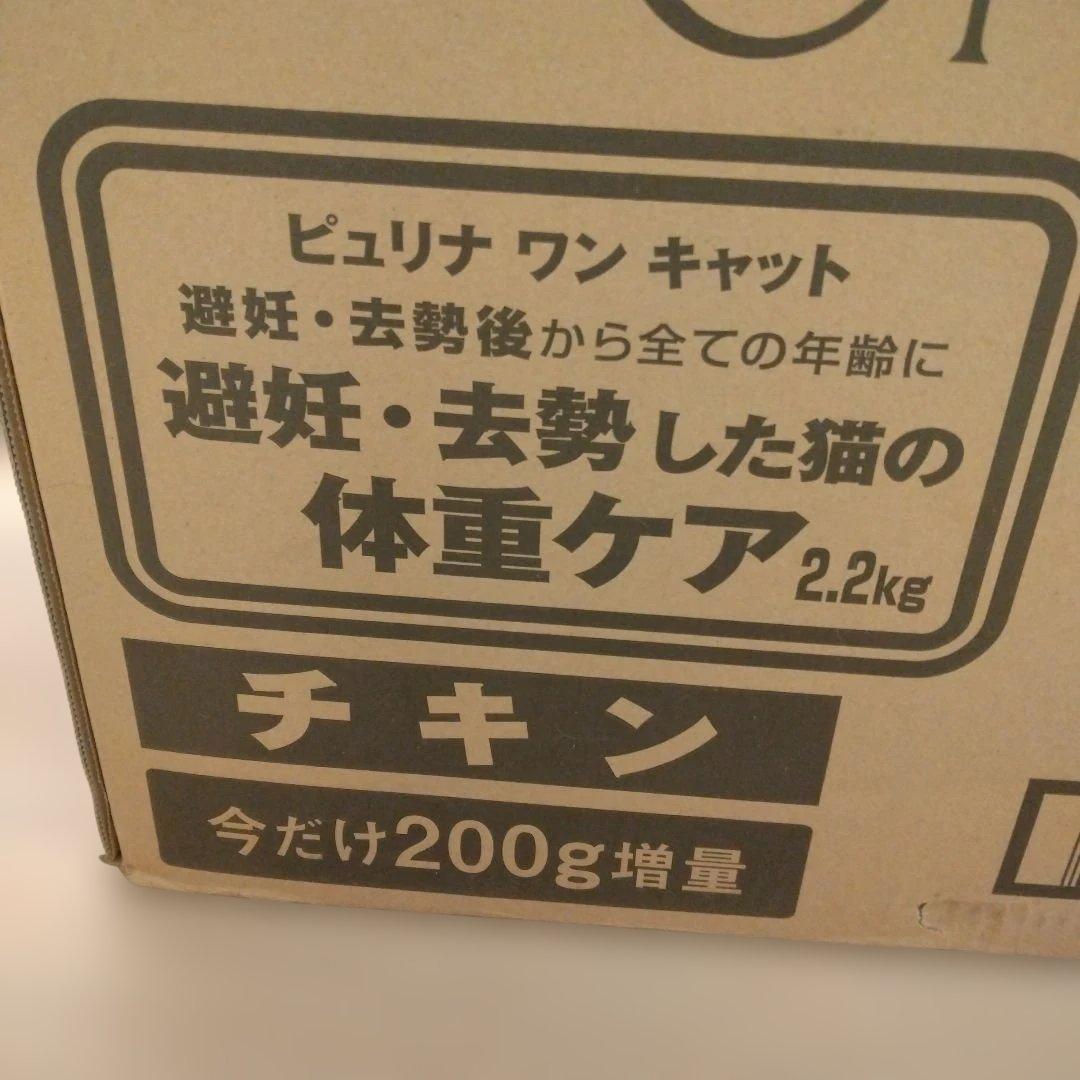 ピュリナ ワン キャット
避妊・去勢後から全ての年齢に
避妊・去勢した猫の
体重ケア 2.2kg
チキン
今だけ200g増量